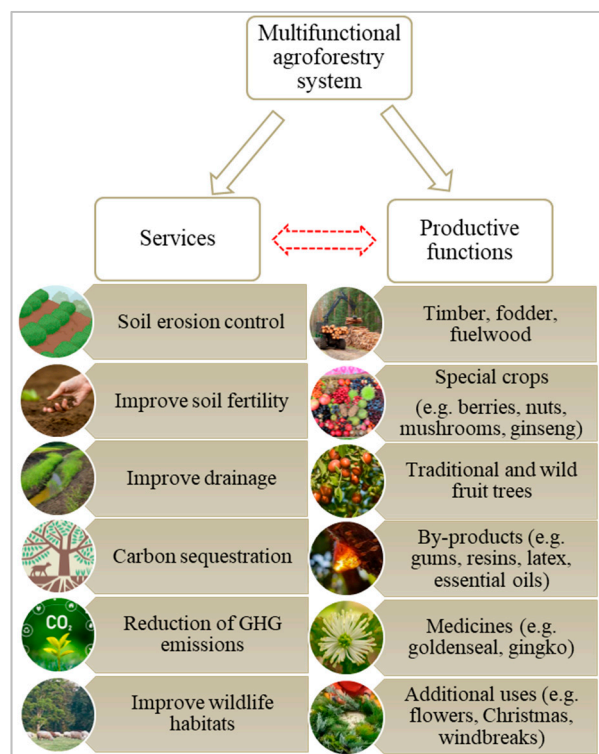 Multifunctional
agroforestry
system
Services
Productive
functions
Soil erosion control
Timber, fodder,
fuelwood
Improve soil fertility
Special crops
(e.g. berries, nuts,
mushrooms, ginseng)
Improve drainage
Traditional and wild
fruit trees
Carbon sequestration
By-products (e.g.
gums, resins, latex,
essential oils)
CO2
Reduction of GHG
emissions
Medicines (e.g.
goldenseal, gingko)
Improve wildlife
habitats
Additional uses (e.g.
flowers, Christmas,
windbreaks)